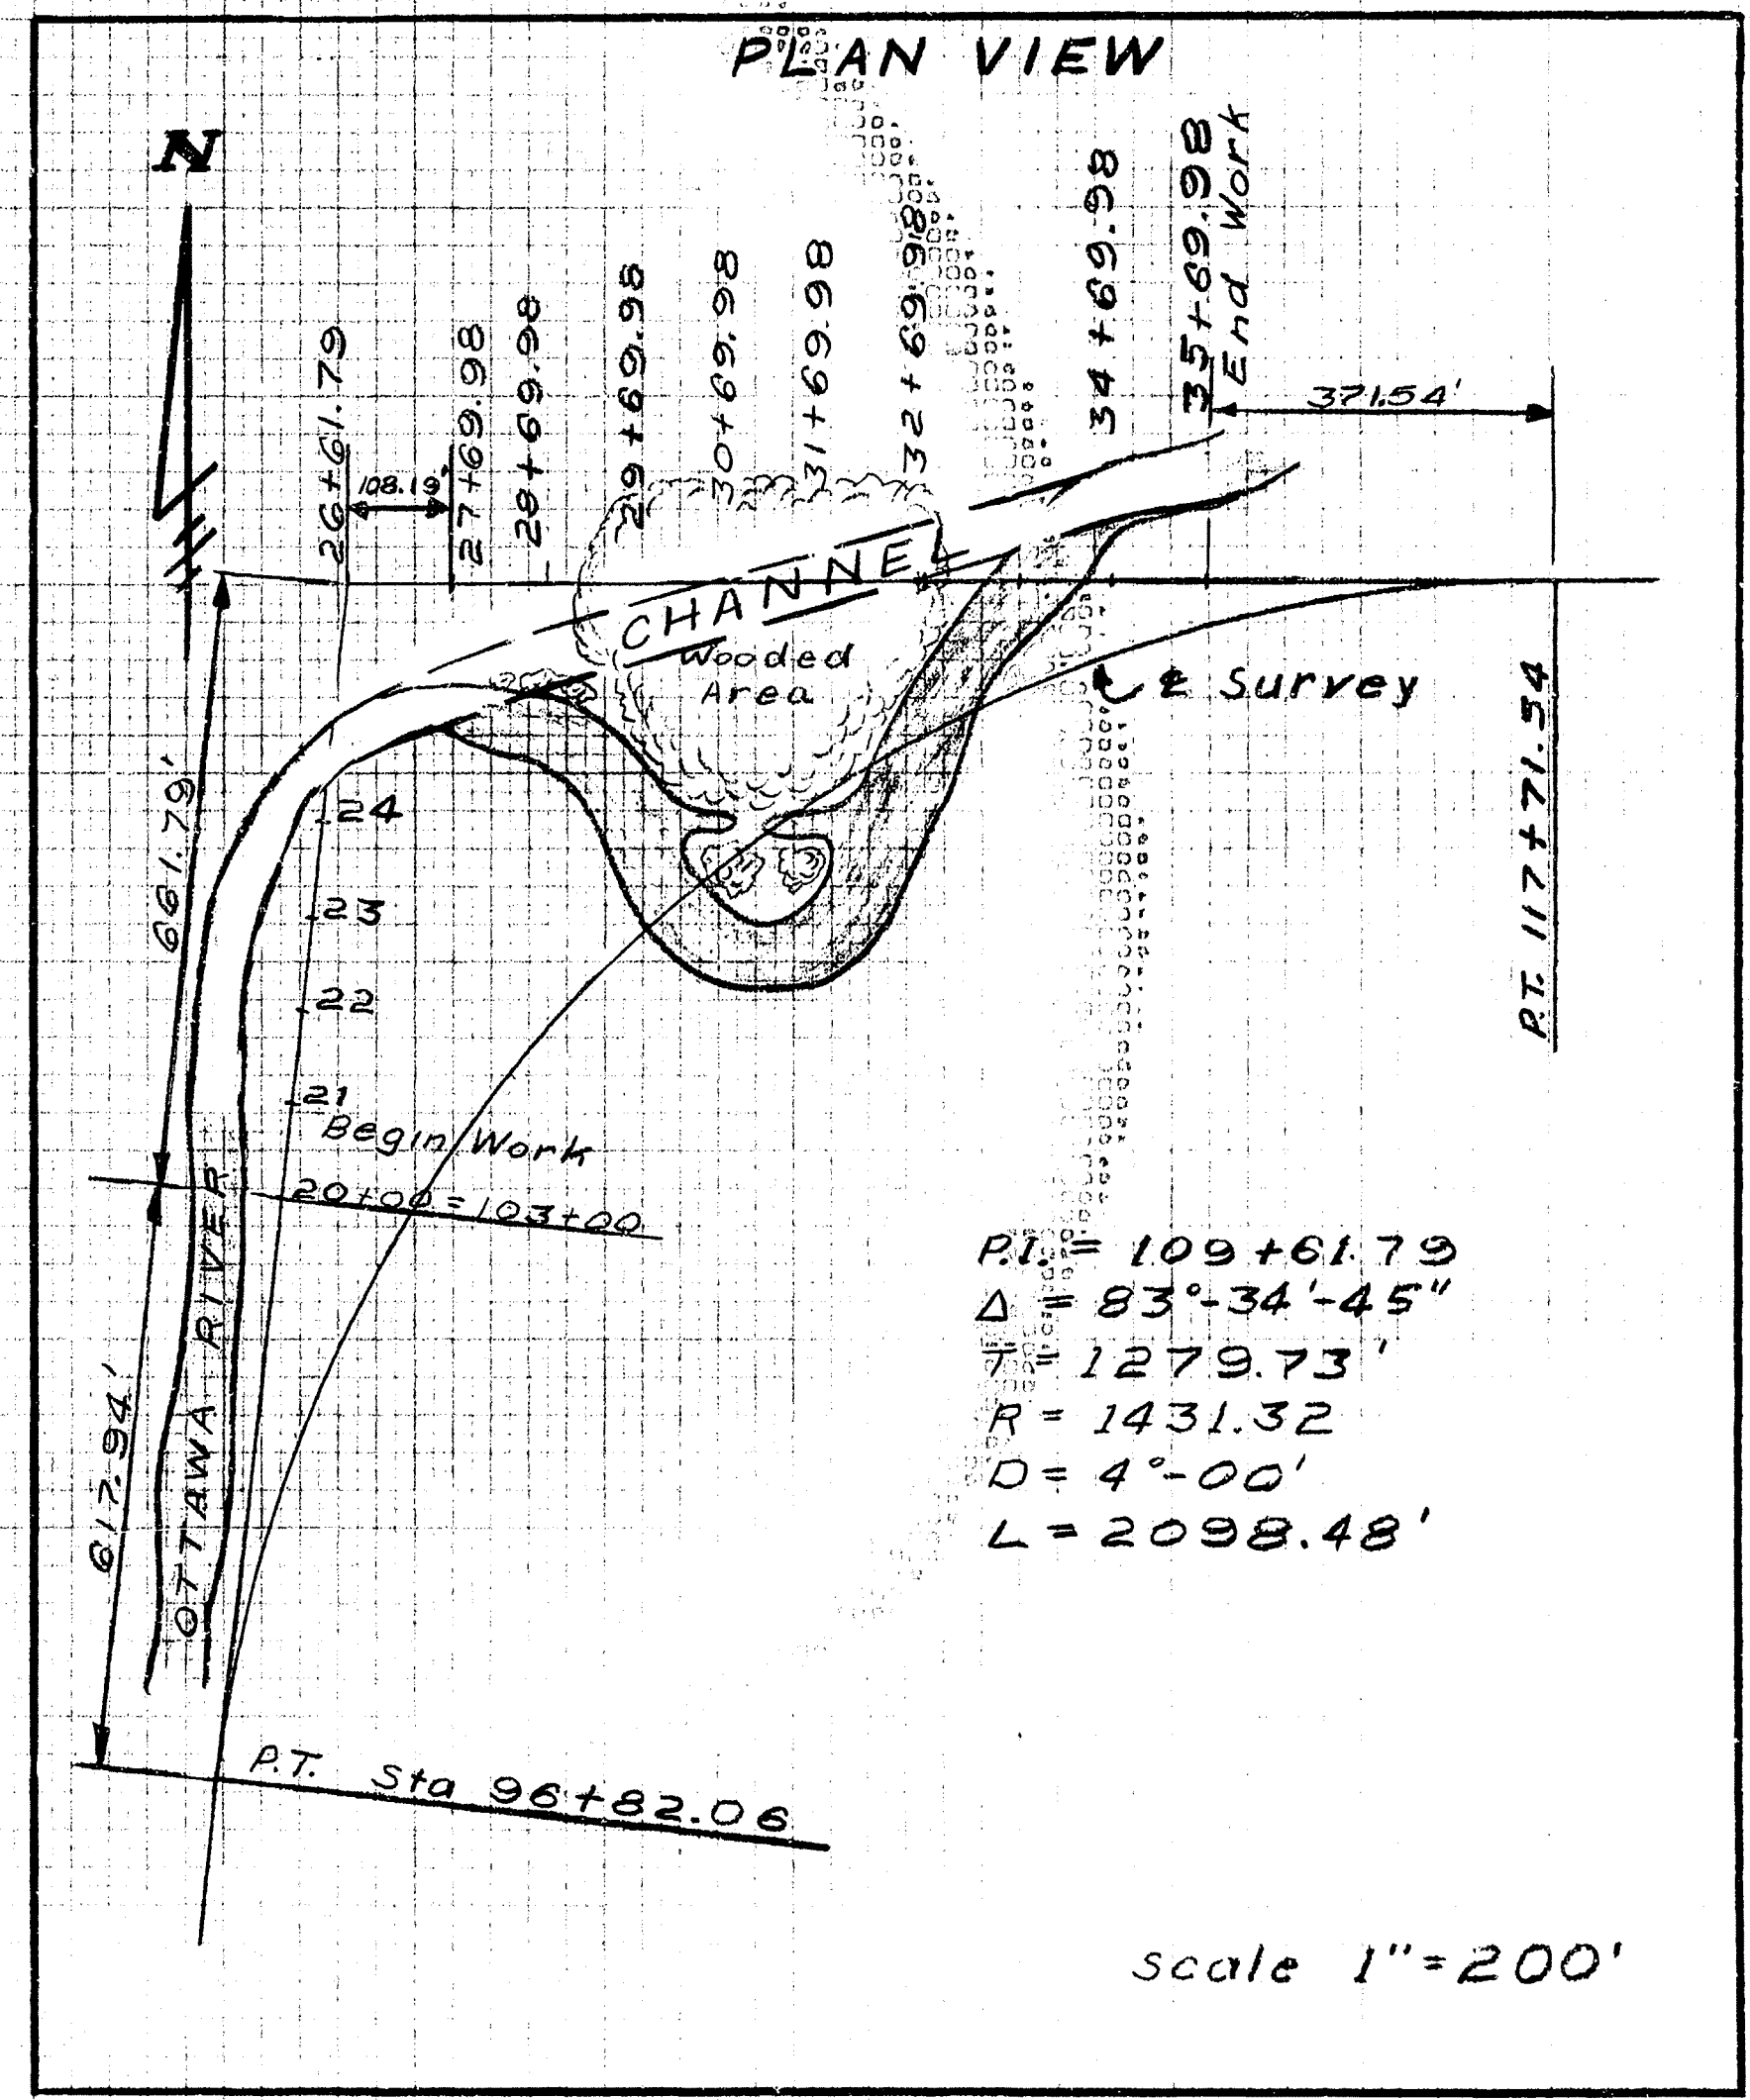 PLAN VIEW
N
26+61.79
108.19'
27+69.98
28+69.98
29+69.98
30+69.98
31+69.98
32+69.98
34+69.98
35+69.98
End Work
371.54'
CHANNEL
Wooded
Area
℄ Survey
P.T. 117+71.54
661.79'
24
23
22
21
Begin Work
20+00=103+00
OTTAWA RIVER
617.94'
P.I. = 109+61.79
Δ = 83°-34'-45"
T = 1279.73'
R = 1431.32
D = 4°-00'
L = 2098.48'
P.T. Sta 96+82.06
scale 1"=200'